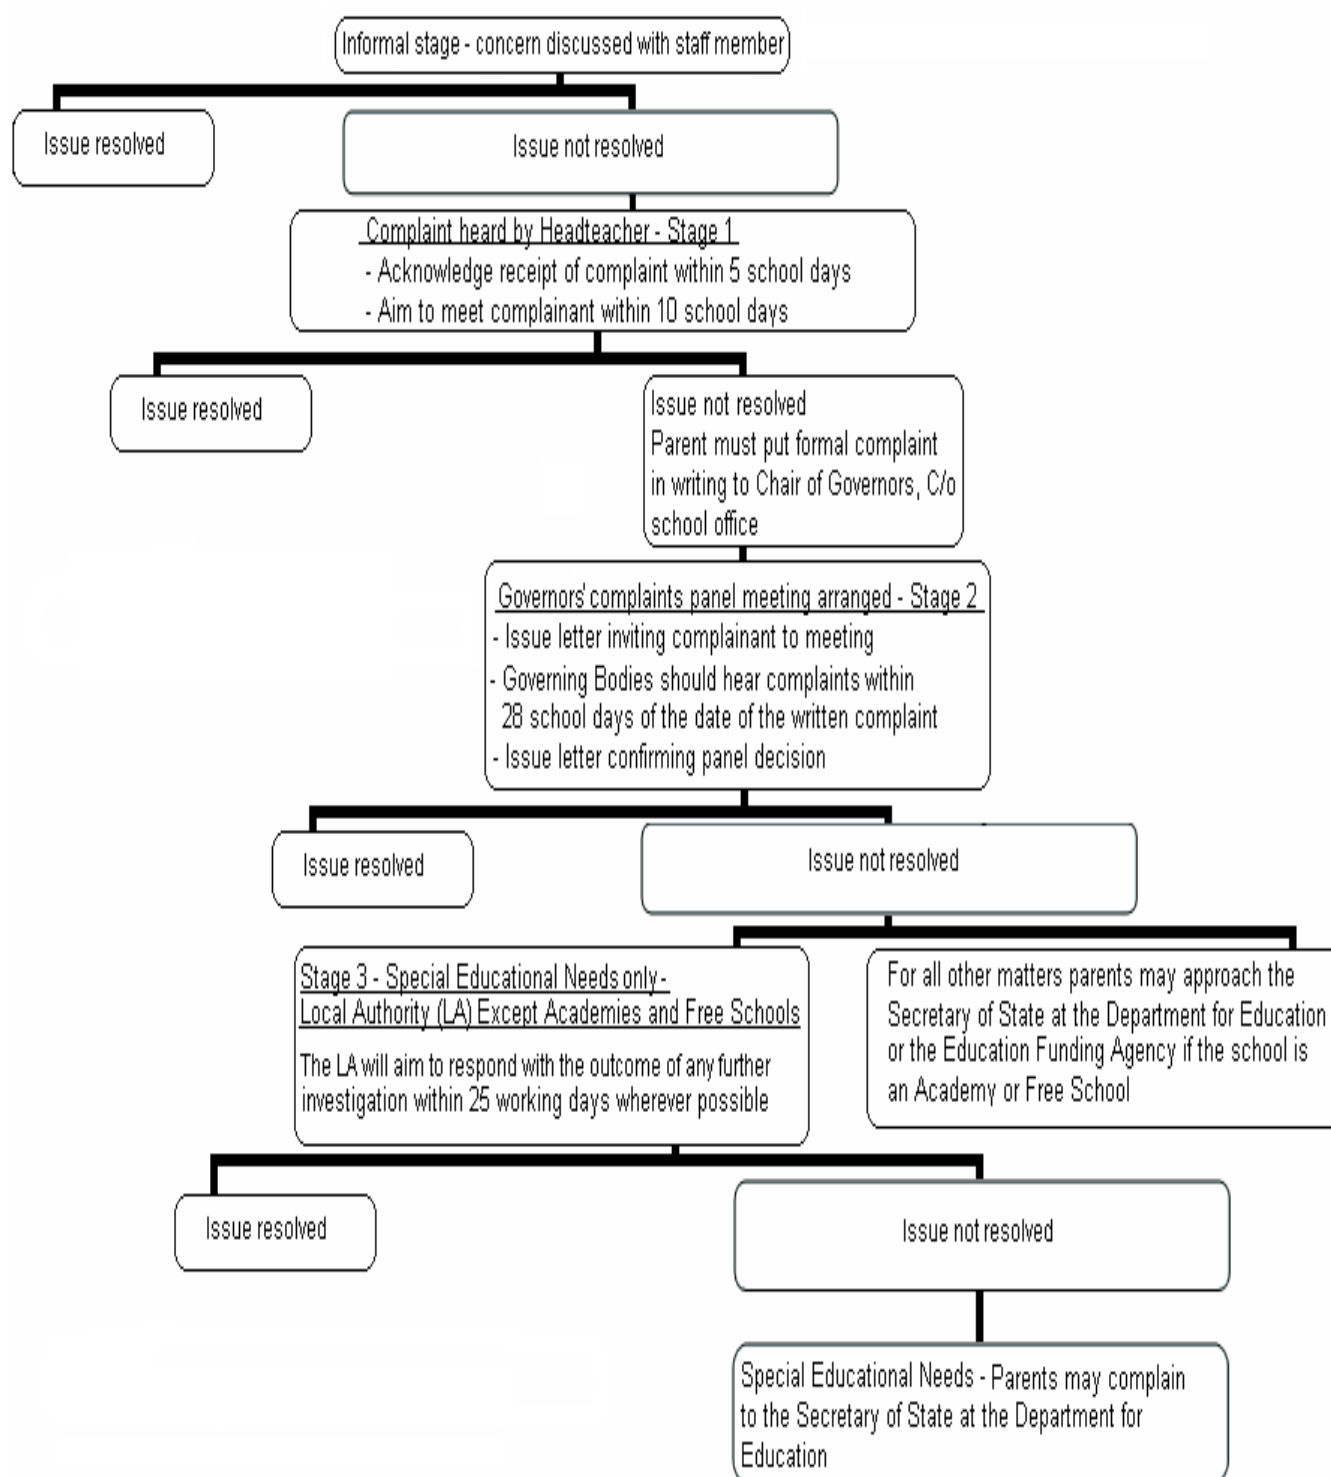 Informal stage - concern discussed with staff member
Issue resolved
Issue not resolved
Complaint heard by Headteacher - Stage 1
- Acknowledge receipt of complaint within 5 school days
- Aim to meet complainant within 10 school days
Issue resolved
Issue not resolved
Parent must put formal complaint
in writing to Chair of Governors, C/o
school office
Governors' complaints panel meeting arranged - Stage 2
- Issue letter inviting complainant to meeting
- Governing Bodies should hear complaints within
28 school days of the date of the written complaint
- Issue letter confirming panel decision
Issue resolved
Issue not resolved
Stage 3 - Special Educational Needs only -
Local Authority (LA) Except Academies and Free Schools
The LA will aim to respond with the outcome of any further
investigation within 25 working days wherever possible
For all other matters parents may approach the
Secretary of State at the Department for Education
or the Education Funding Agency if the school is
an Academy or Free School
Issue resolved
Issue not resolved
Special Educational Needs - Parents may complain
to the Secretary of State at the Department for
Education